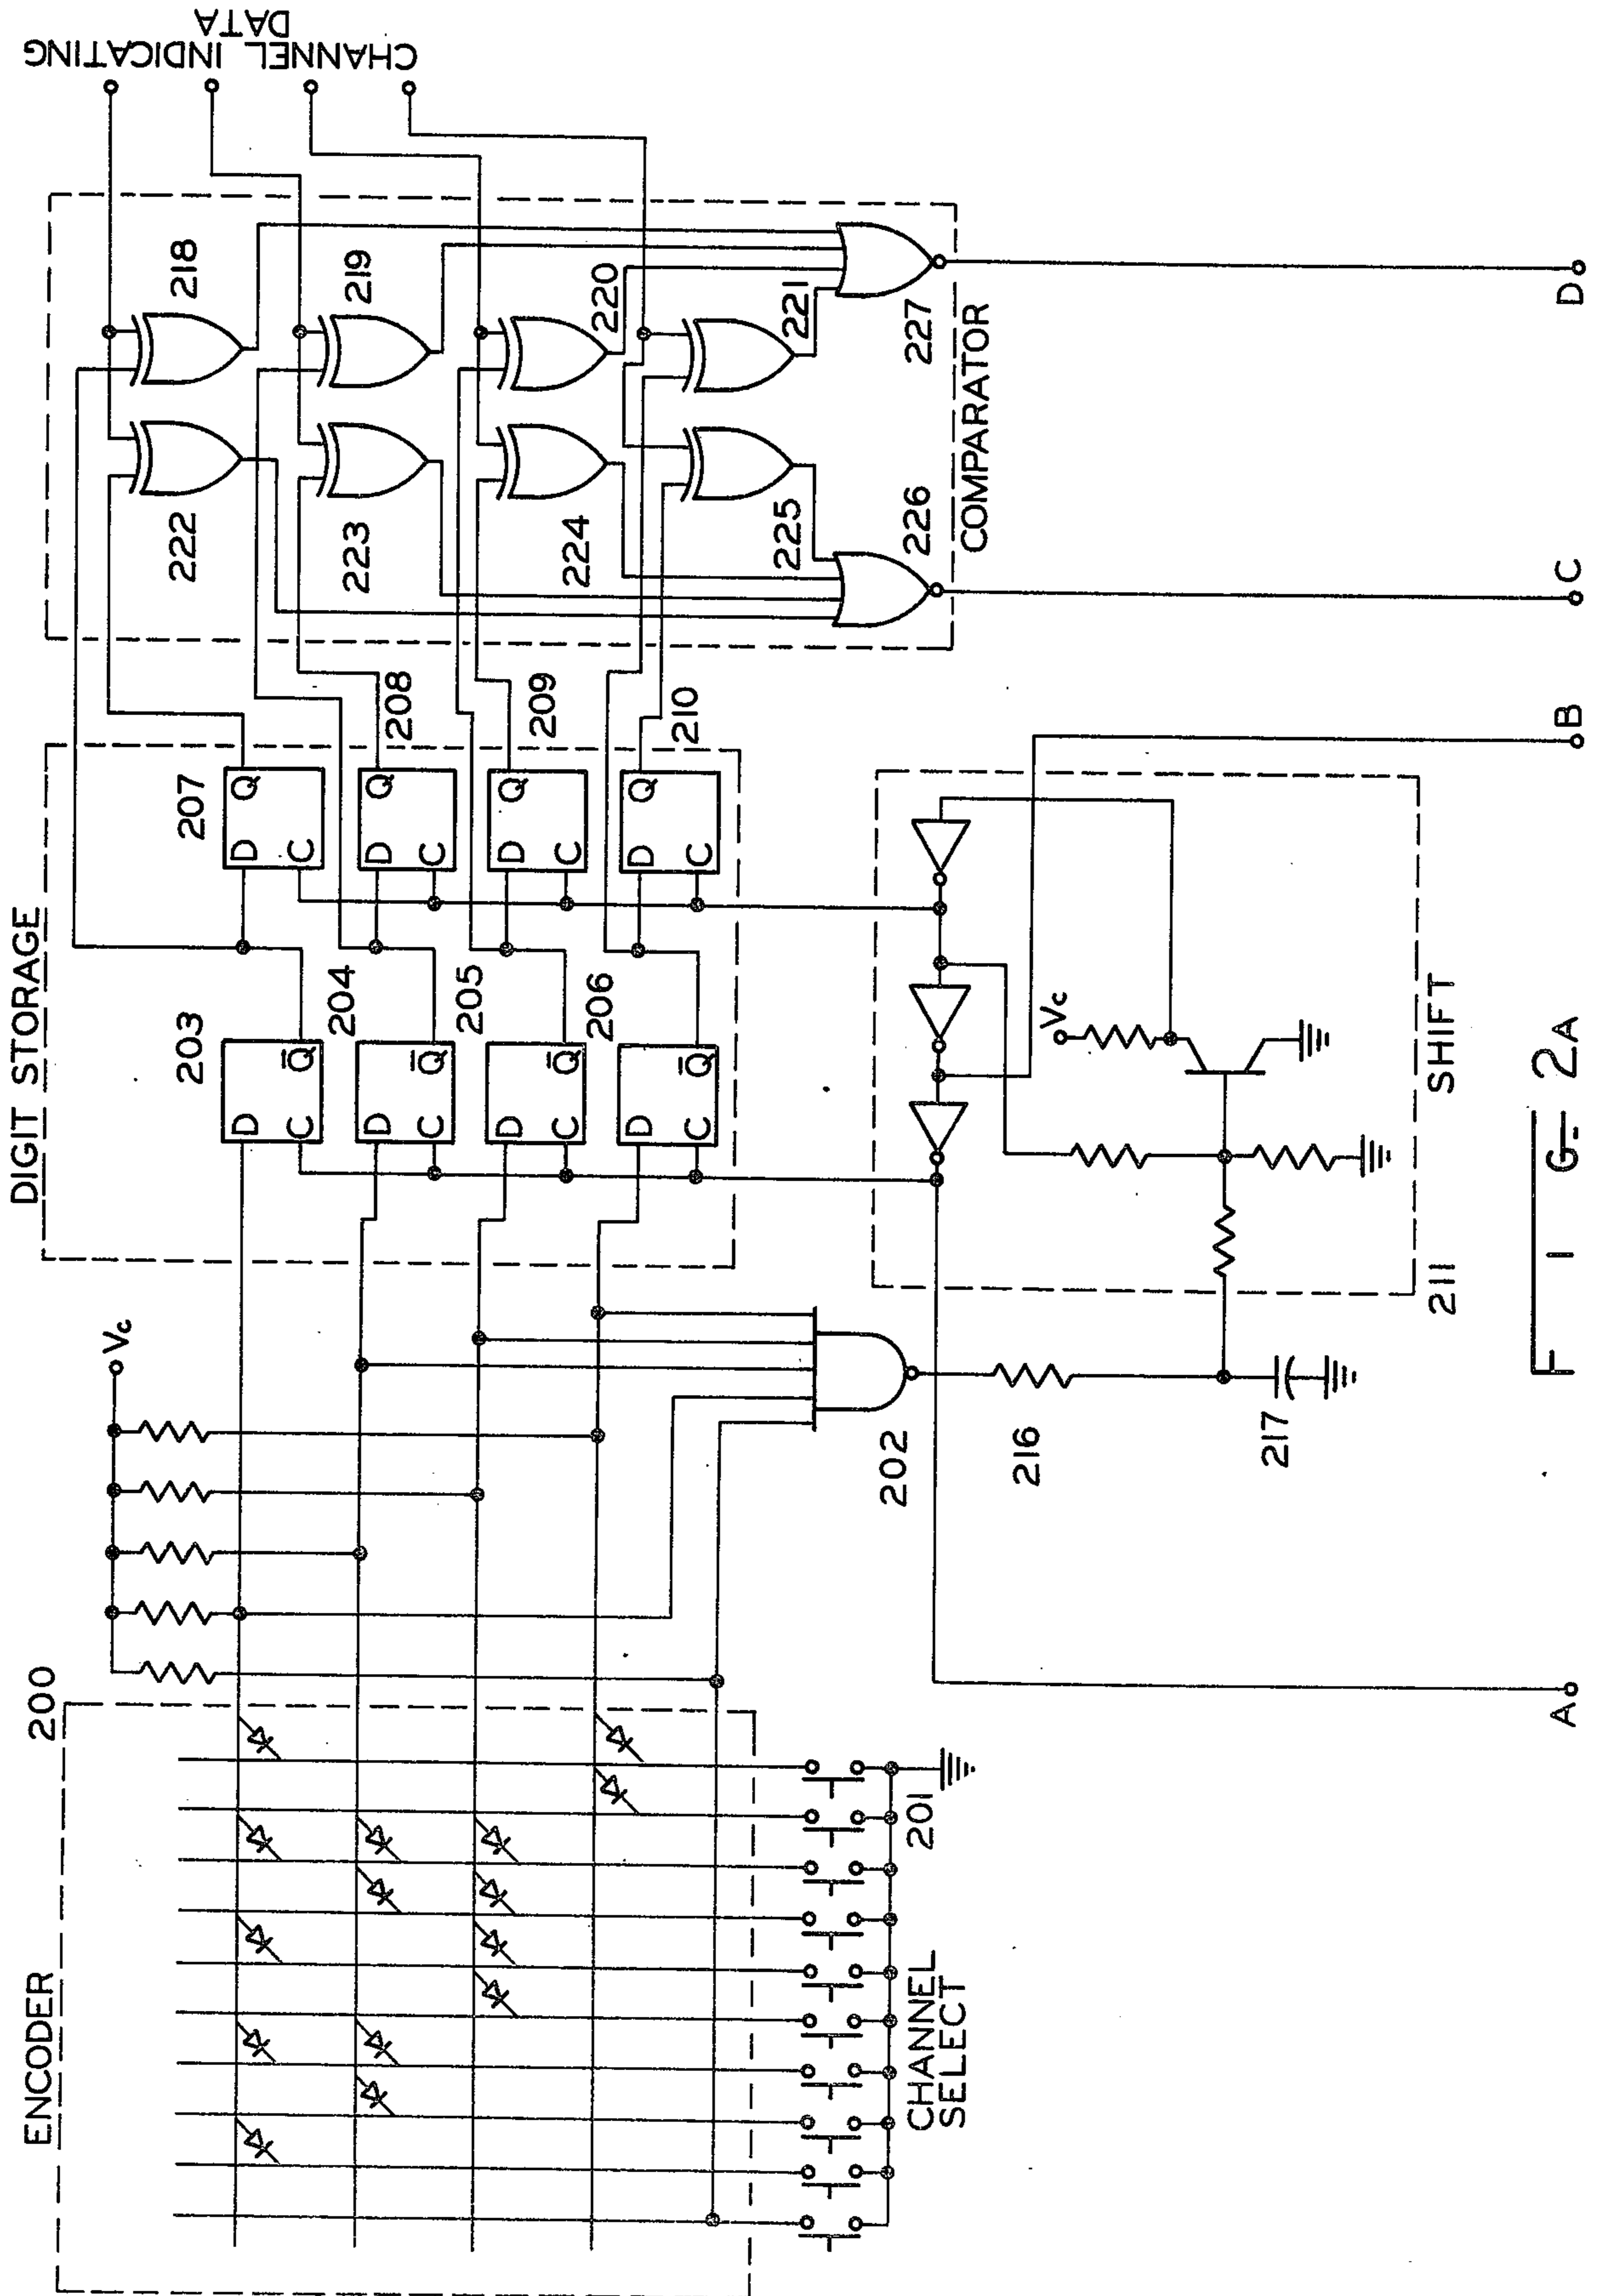 CHANNEL INDICATING
DATA
218
219
220
221
227
222
223
224
225
226
COMPARATOR
D
C
B
A
DIGIT STORAGE
207
208
209
210
D Q
C
D Q
C
D Q
C
D Q
C
203
204
205
206
D
C Q̄
D
C Q̄
D
C Q̄
D
C Q̄
Vc
SHIFT
211
Vc
202
216
217
200
ENCODER
201
CHANNEL
SELECT
FIG- 2A